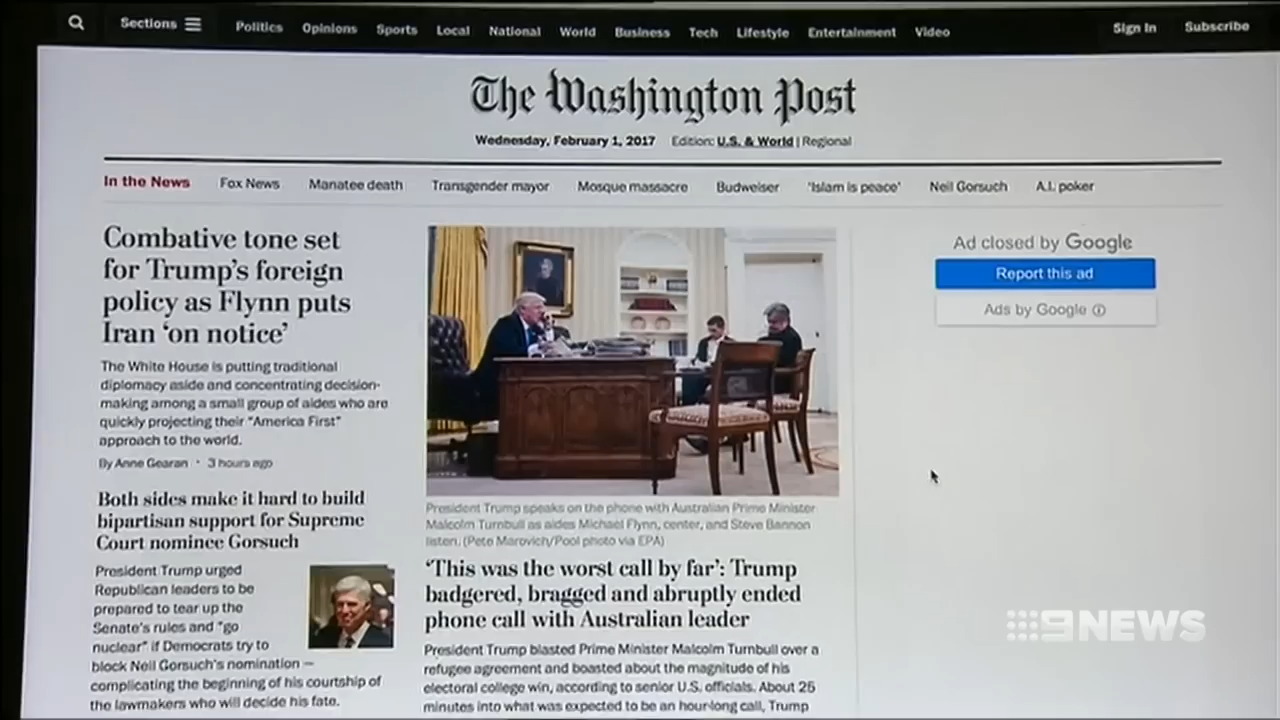 Sections
Politics Opinions Sports Local National World Business Tech Lifestyle Entertainment Video
Sign In Subscribe
The Washington Post
Wednesday, February 1, 2017 Edition: U.S. & World | Regional
In the News Fox News Manatee death Transgender mayor Mosque massacre Budweiser 'Islam is peace' Neil Gorsuch A.I. poker
Combative tone set
for Trump's foreign
policy as Flynn puts
Iran 'on notice'
The White House is putting traditional
diplomacy aside and concentrating decision-
making among a small group of aides who are
quickly projecting their "America First"
approach to the world.
By Anne Gearan • 3 hours ago
Both sides make it hard to build
bipartisan support for Supreme
Court nominee Gorsuch
President Trump urged
Republican leaders to be
prepared to tear up the
Senate's rules and "go
nuclear" if Democrats try to
block Neil Gorsuch's nomination —
complicating the beginning of his courtship of
the lawmakers who will decide his fate.
President Trump speaks on the phone with Australian Prime Minister
Malcolm Turnbull as aides Michael Flynn, center, and Steve Bannon
listen. (Pete Marovich/Pool photo via EPA)
'This was the worst call by far': Trump
badgered, bragged and abruptly ended
phone call with Australian leader
President Trump blasted Prime Minister Malcolm Turnbull over a
refugee agreement and boasted about the magnitude of his
electoral college win, according to senior U.S. officials. About 25
minutes into what was expected to be an hour-long call, Trump
Ad closed by Google
Report this ad
Ads by Google
9NEWS